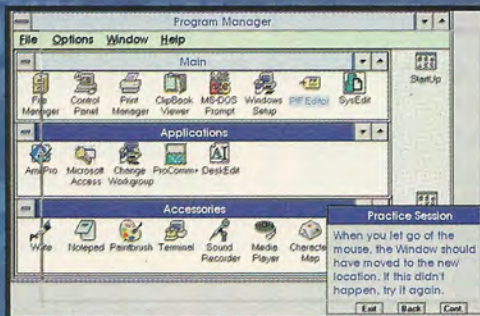 Program Manager
File Options Window Help
Main
File Manager
Control Panel
Print Manager
ClipBook Viewer
MS-DOS Prompt
Windows Setup
PIF Editor
SysEdit
StartUp
Applications
AmiPro
Microsoft Access
Change Workgroup
ProComm+
DeskEdit
Accessories
Write
Notepad
Paintbrush
Terminal
Sound Recorder
Media Player
Character Map
Practice Session
When you let go of the
mouse, the Window should
have moved to the new
location. If this didn't
happen, try it again.
Exit Back Cont.